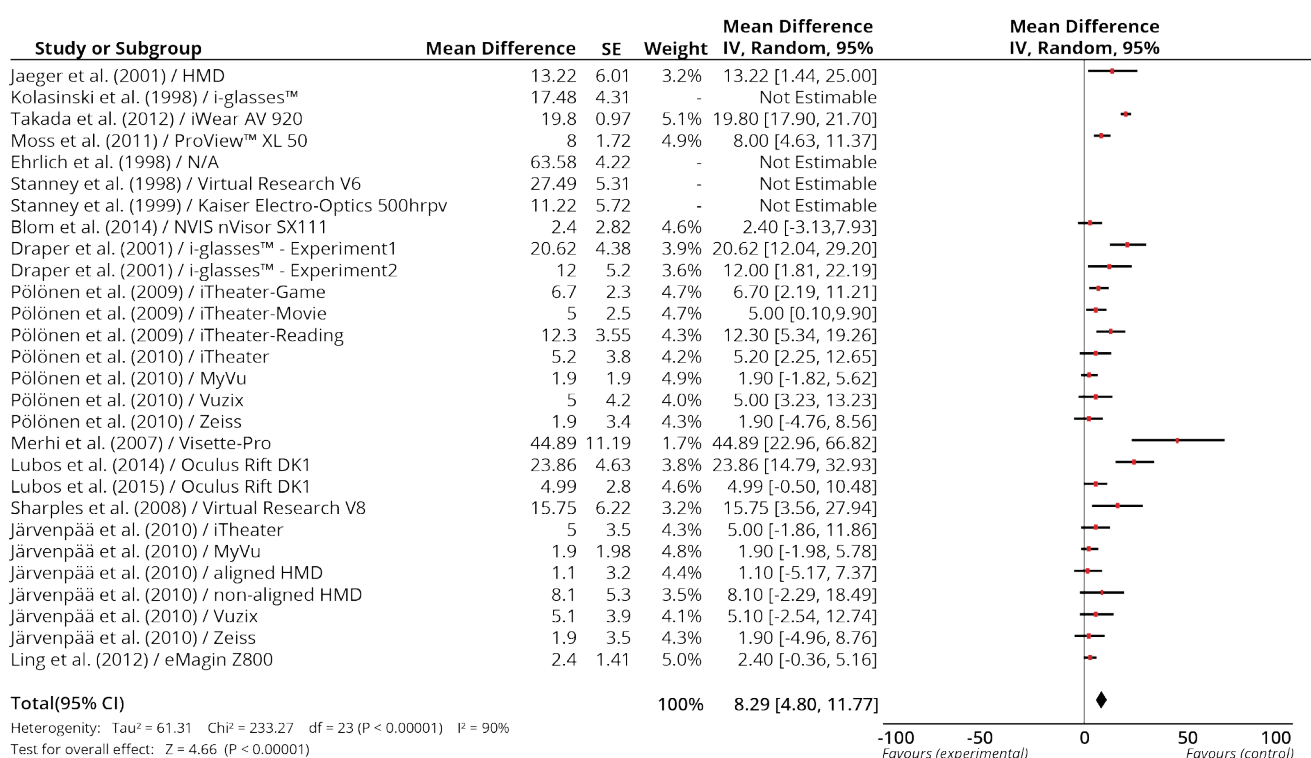 Mean Difference Mean Difference
Study or Subgroup Mean Difference SE Weight IV, Random, 95% IV, Random, 95%
Jaeger et al. (2001) / HMD 13.22 6.01 3.2% 13.22 [1.44, 25.00]
Kolasinski et al. (1998) / i-glasses™ 17.48 4.31 - Not Estimable
Takada et al. (2012) / iWear AV 920 19.8 0.97 5.1% 19.80 [17.90, 21.70]
Moss et al. (2011) / ProView™ XL 50 8 1.72 4.9% 8.00 [4.63, 11.37]
Ehrlich et al. (1998) / N/A 63.58 4.22 - Not Estimable
Stanney et al. (1998) / Virtual Research V6 27.49 5.31 - Not Estimable
Stanney et al. (1999) / Kaiser Electro-Optics 500hrpv 11.22 5.72 - Not Estimable
Blom et al. (2014) / NVIS nVisor SX111 2.4 2.82 4.6% 2.40 [-3.13,7.93]
Draper et al. (2001) / i-glasses™ - Experiment1 20.62 4.38 3.9% 20.62 [12.04, 29.20]
Draper et al. (2001) / i-glasses™ - Experiment2 12 5.2 3.6% 12.00 [1.81, 22.19]
Pölönen et al. (2009) / iTheater-Game 6.7 2.3 4.7% 6.70 [2.19, 11.21]
Pölönen et al. (2009) / iTheater-Movie 5 2.5 4.7% 5.00 [0.10,9.90]
Pölönen et al. (2009) / iTheater-Reading 12.3 3.55 4.3% 12.30 [5.34, 19.26]
Pölönen et al. (2010) / iTheater 5.2 3.8 4.2% 5.20 [2.25, 12.65]
Pölönen et al. (2010) / MyVu 1.9 1.9 4.9% 1.90 [-1.82, 5.62]
Pölönen et al. (2010) / Vuzix 5 4.2 4.0% 5.00 [3.23, 13.23]
Pölönen et al. (2010) / Zeiss 1.9 3.4 4.3% 1.90 [-4.76, 8.56]
Merhi et al. (2007) / Visette-Pro 44.89 11.19 1.7% 44.89 [22.96, 66.82]
Lubos et al. (2014) / Oculus Rift DK1 23.86 4.63 3.8% 23.86 [14.79, 32.93]
Lubos et al. (2015) / Oculus Rift DK1 4.99 2.8 4.6% 4.99 [-0.50, 10.48]
Sharples et al. (2008) / Virtual Research V8 15.75 6.22 3.2% 15.75 [3.56, 27.94]
Järvenpää et al. (2010) / iTheater 5 3.5 4.3% 5.00 [-1.86, 11.86]
Järvenpää et al. (2010) / MyVu 1.9 1.98 4.8% 1.90 [-1.98, 5.78]
Järvenpää et al. (2010) / aligned HMD 1.1 3.2 4.4% 1.10 [-5.17, 7.37]
Järvenpää et al. (2010) / non-aligned HMD 8.1 5.3 3.5% 8.10 [-2.29, 18.49]
Järvenpää et al. (2010) / Vuzix 5.1 3.9 4.1% 5.10 [-2.54, 12.74]
Järvenpää et al. (2010) / Zeiss 1.9 3.5 4.3% 1.90 [-4.96, 8.76]
Ling et al. (2012) / eMagin Z800 2.4 1.41 5.0% 2.40 [-0.36, 5.16]
Total(95% CI) 100% 8.29 [4.80, 11.77]
Heterogenity: Tau² = 61.31 Chi² = 233.27 df = 23 (P < 0.00001) I² = 90%
Test for overall effect: Z = 4.66 (P < 0.00001)
-100 -50 0 50 100
Favours (experimental) Favours (control)